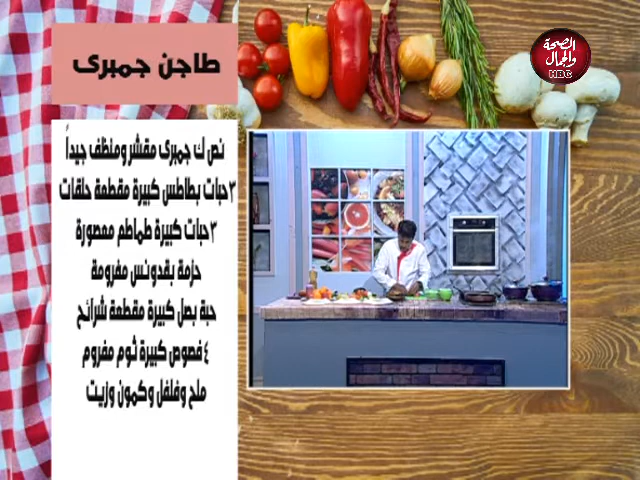 طاجن جمبرى
نص ك جمبرى مقشر ومنظف جيداً
٣ حبات بطاطس كبيرة مقطعة حلقات
٣ حبات كبيرة طماطم معصورة
حزمة بقدونس مفرومة
حبة بصل كبيرة مقطعة شرائح
٤ فصوص كبيرة ثوم مفروم
ملح وفلفل وكمون وزيت
الصحة
والجمال
HBC